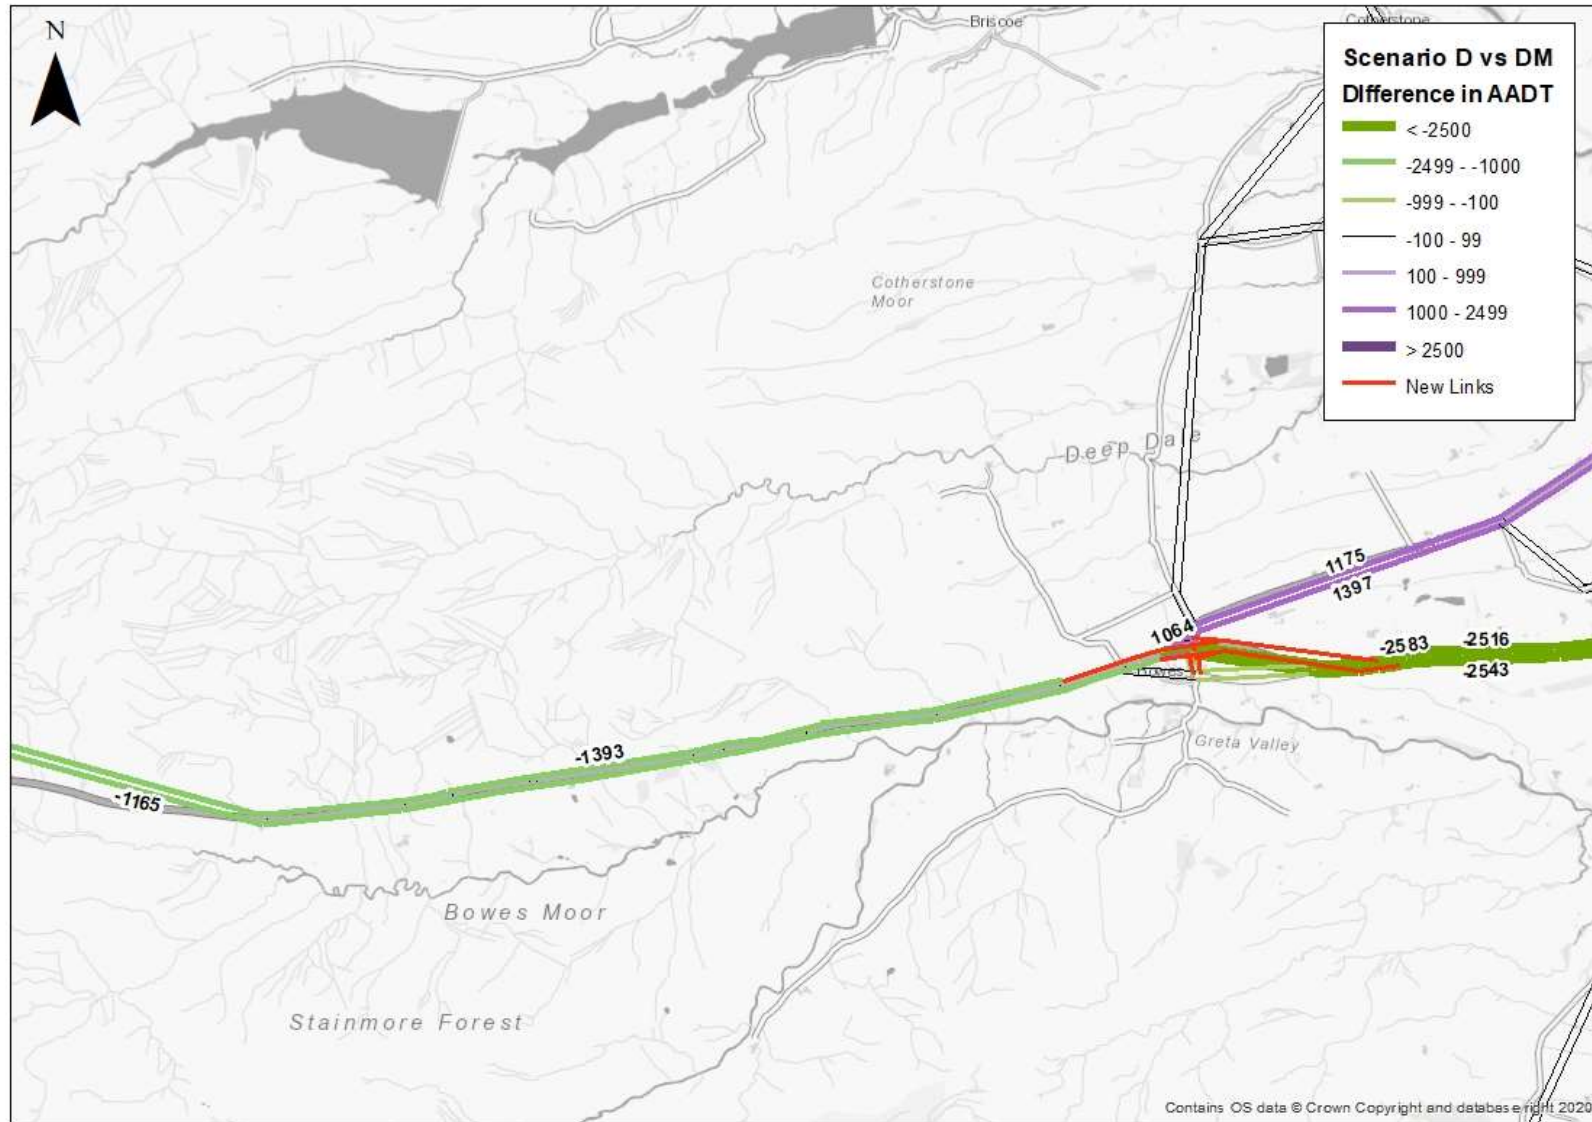 N
Briscoe
Cotherstone
Scenario D vs DM
DIfference in AADT
< -2500
-2499 - -1000
-999 - -100
-100 - 99
100 - 999
1000 - 2499
> 2500
New Links
Cotherstone
Moor
Deep Dale
1175
1397
1064
-2583
-2516
-2543
Bowes
Greta Valley
-1393
-1165
Bowes Moor
Stainmore Forest
Contains OS data © Crown Copyright and database right 2020